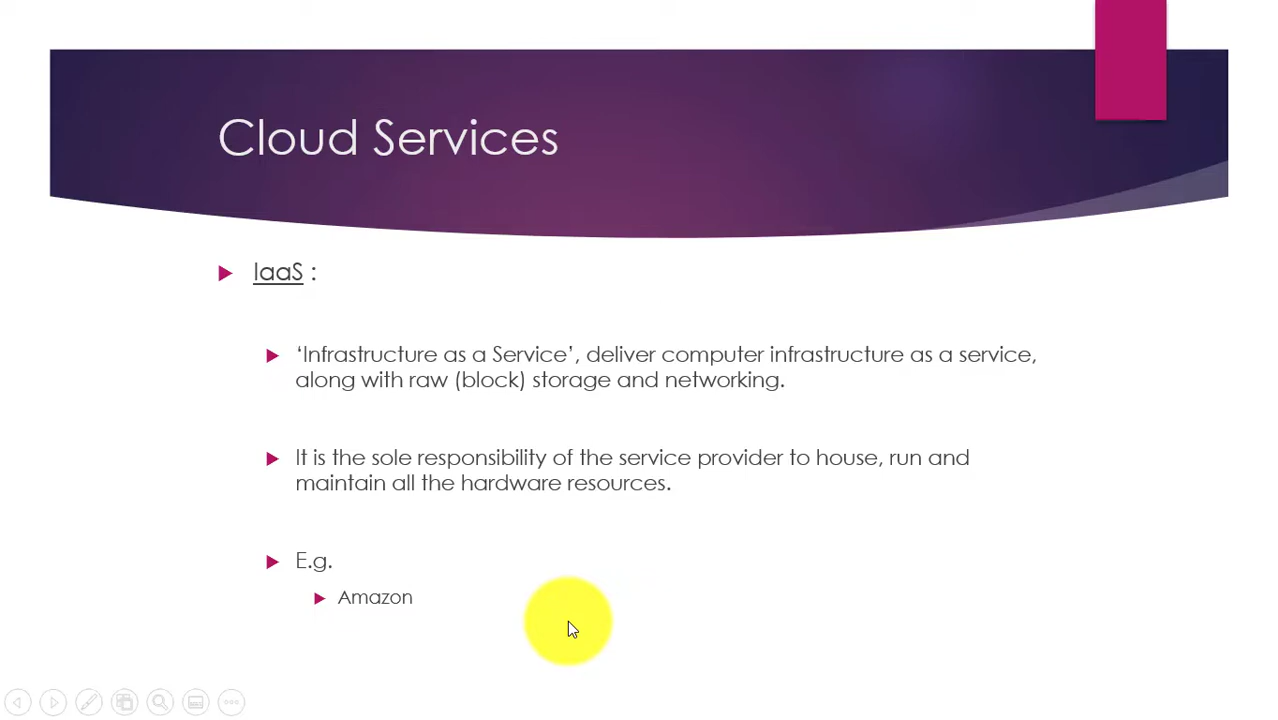 Cloud Services
IaaS :
‘Infrastructure as a Service’, deliver computer infrastructure as a service,
along with raw (block) storage and networking.
It is the sole responsibility of the service provider to house, run and
maintain all the hardware resources.
E.g.
Amazon